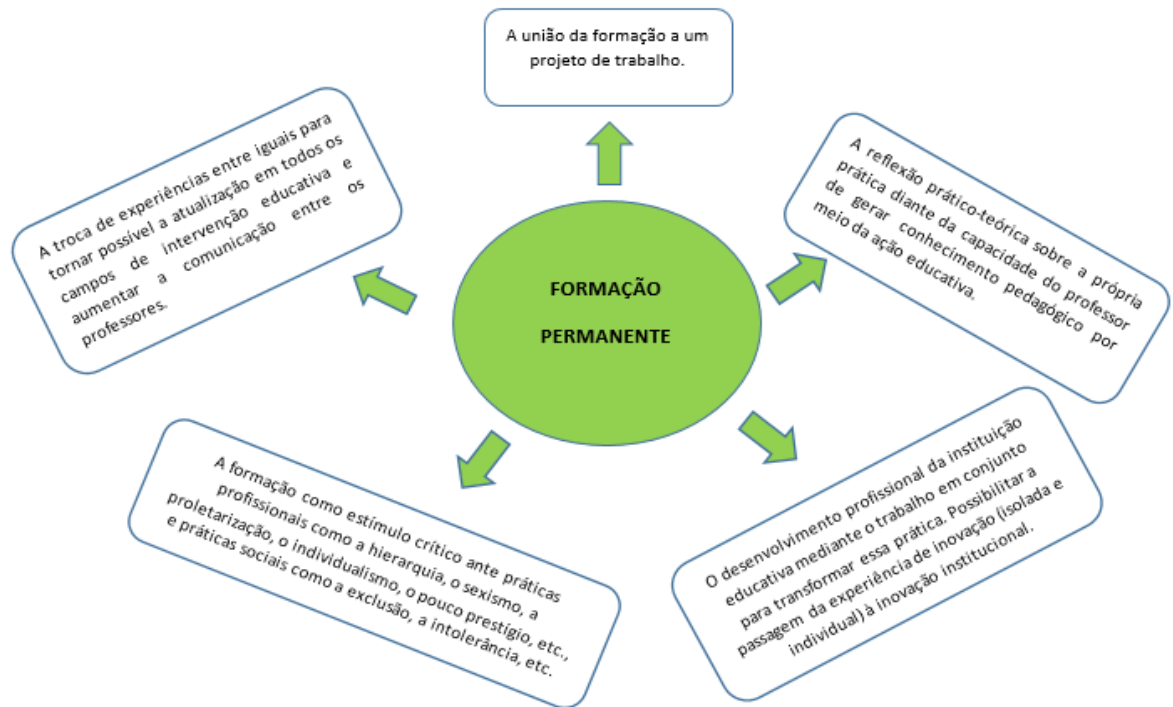 A união da formação a um
projeto de trabalho.
A troca de experiências entre iguais para
tornar possível a atualização em todos os
campos de intervenção educativa e
aumentar a comunicação entre os
professores.
A reflexão prático-teórica sobre a própria
prática diante da capacidade do professor
de gerar conhecimento pedagógico por
meio da ação educativa.
FORMAÇÃO
PERMANENTE
A formação como estímulo crítico ante práticas
profissionais como a hierarquia, o sexismo, a
proletarização, o individualismo, o pouco prestígio, etc.,
e práticas sociais como a exclusão, a intolerância, etc.
O desenvolvimento profissional da instituição
educativa mediante o trabalho em conjunto
para transformar essa prática. Possibilitar a
passagem da experiência de inovação (isolada e
individual) à inovação institucional.